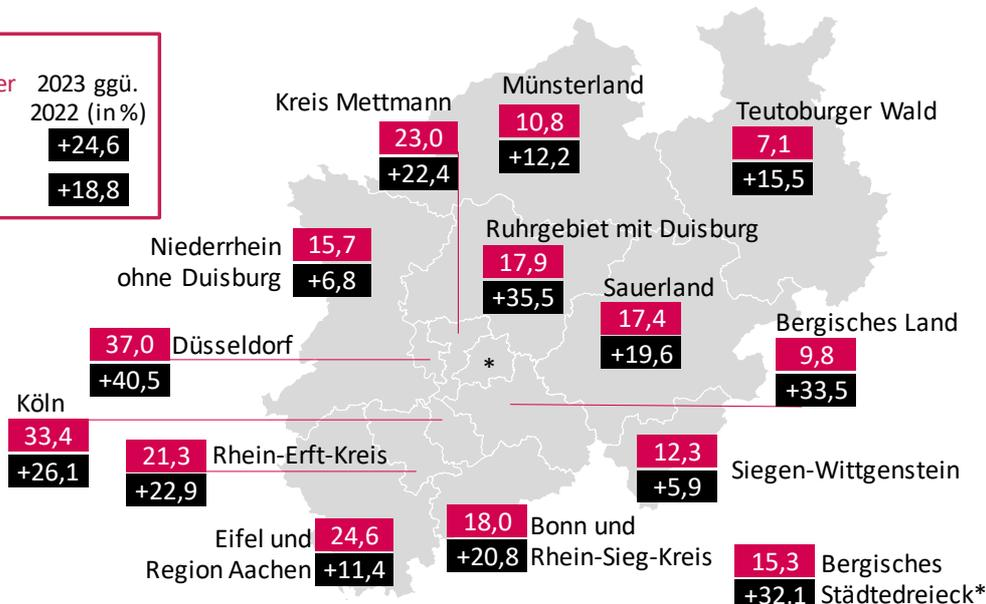 er
2023 ggü.
2022 (in %)
+24,6
+18,8
Kreis Mettmann
23,0
+22,4
Münsterland
10,8
+12,2
Teutoburger Wald
7,1
+15,5
Niederrhein
ohne Duisburg
15,7
+6,8
Ruhrgebiet mit Duisburg
17,9
+35,5
Sauerland
17,4
+19,6
Bergisches Land
9,8
+33,5
37,0
Düsseldorf
+40,5
*
Köln
33,4
+26,1
21,3
Rhein-Erft-Kreis
+22,9
12,3
+5,9
Siegen-Wittgenstein
Eifel und
Region Aachen
24,6
+11,4
18,0
+20,8
Bonn und
Rhein-Sieg-Kreis
15,3
+32,1
Bergisches
Städtedreieck*